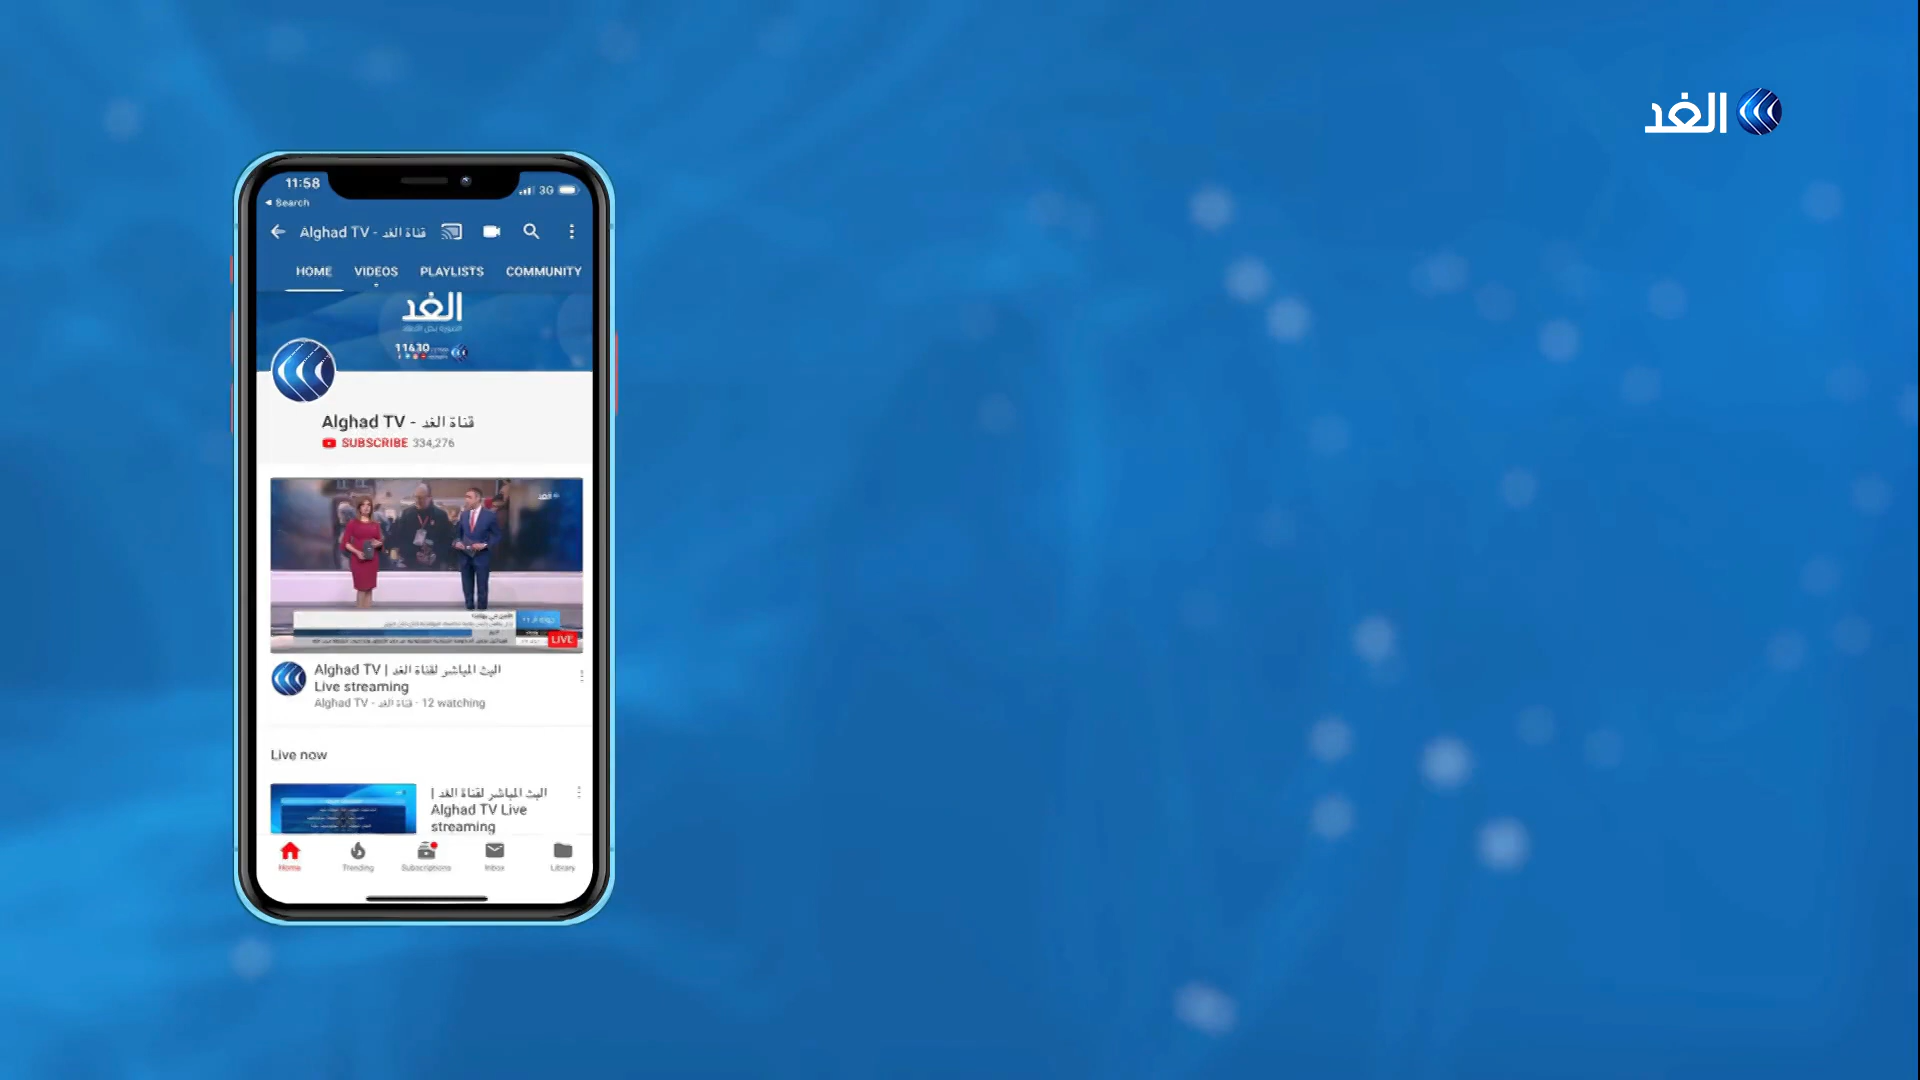 الغد
11:58
3G
Search
Alghad TV - قناة الغد
HOME VIDEOS PLAYLISTS COMMUNITY
الغد
11630
Alghad TV - قناة الغد
SUBSCRIBE 334,276
الغد
LIVE
Alghad TV | البث المباشر لقناة الغد
Live streaming
Alghad TV - قناة الغد · 12 watching
Live now
البث المباشر لقناة الغد |
Alghad TV Live
streaming
Home Trending Subscriptions Inbox Library